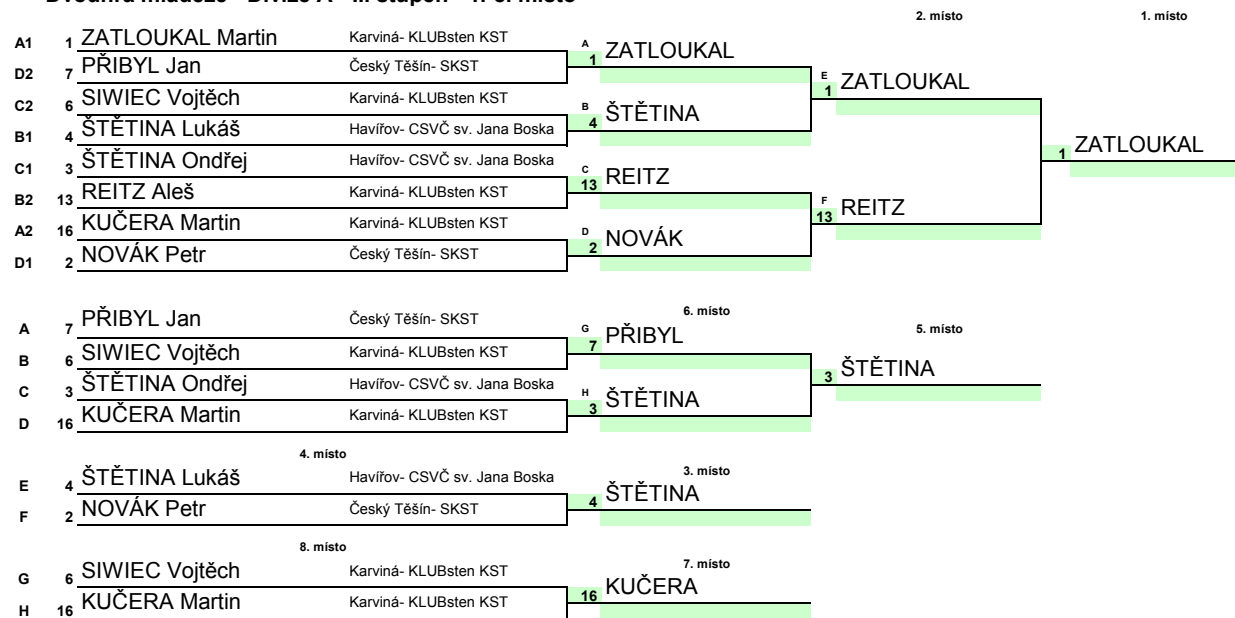 2. místo 1. místo
A1 1 ZATLOUKAL Martin Karviná- KLUBsten KST
A 1 ZATLOUKAL
D2 7 PŘIBYL Jan Český Těšín- SKST
E 1 ZATLOUKAL
C2 6 SIWIEC Vojtěch Karviná- KLUBsten KST
B 4 ŠTĚTINA
B1 4 ŠTĚTINA Lukáš Havířov- CSVČ sv. Jana Boska
1 ZATLOUKAL
C1 3 ŠTĚTINA Ondřej Havířov- CSVČ sv. Jana Boska
C 13 REITZ
B2 13 REITZ Aleš Karviná- KLUBsten KST
F 13 REITZ
A2 16 KUČERA Martin Karviná- KLUBsten KST
D 2 NOVÁK
D1 2 NOVÁK Petr Český Těšín- SKST
6. místo
A 7 PŘIBYL Jan Český Těšín- SKST
G 7 PŘIBYL
5. místo
B 6 SIWIEC Vojtěch Karviná- KLUBsten KST
3 ŠTĚTINA
C 3 ŠTĚTINA Ondřej Havířov- CSVČ sv. Jana Boska
H 3 ŠTĚTINA
D 16 KUČERA Martin Karviná- KLUBsten KST
4. místo
3. místo
E 4 ŠTĚTINA Lukáš Havířov- CSVČ sv. Jana Boska
4 ŠTĚTINA
F 2 NOVÁK Petr Český Těšín- SKST
8. místo
7. místo
G 6 SIWIEC Vojtěch Karviná- KLUBsten KST
16 KUČERA
H 16 KUČERA Martin Karviná- KLUBsten KST